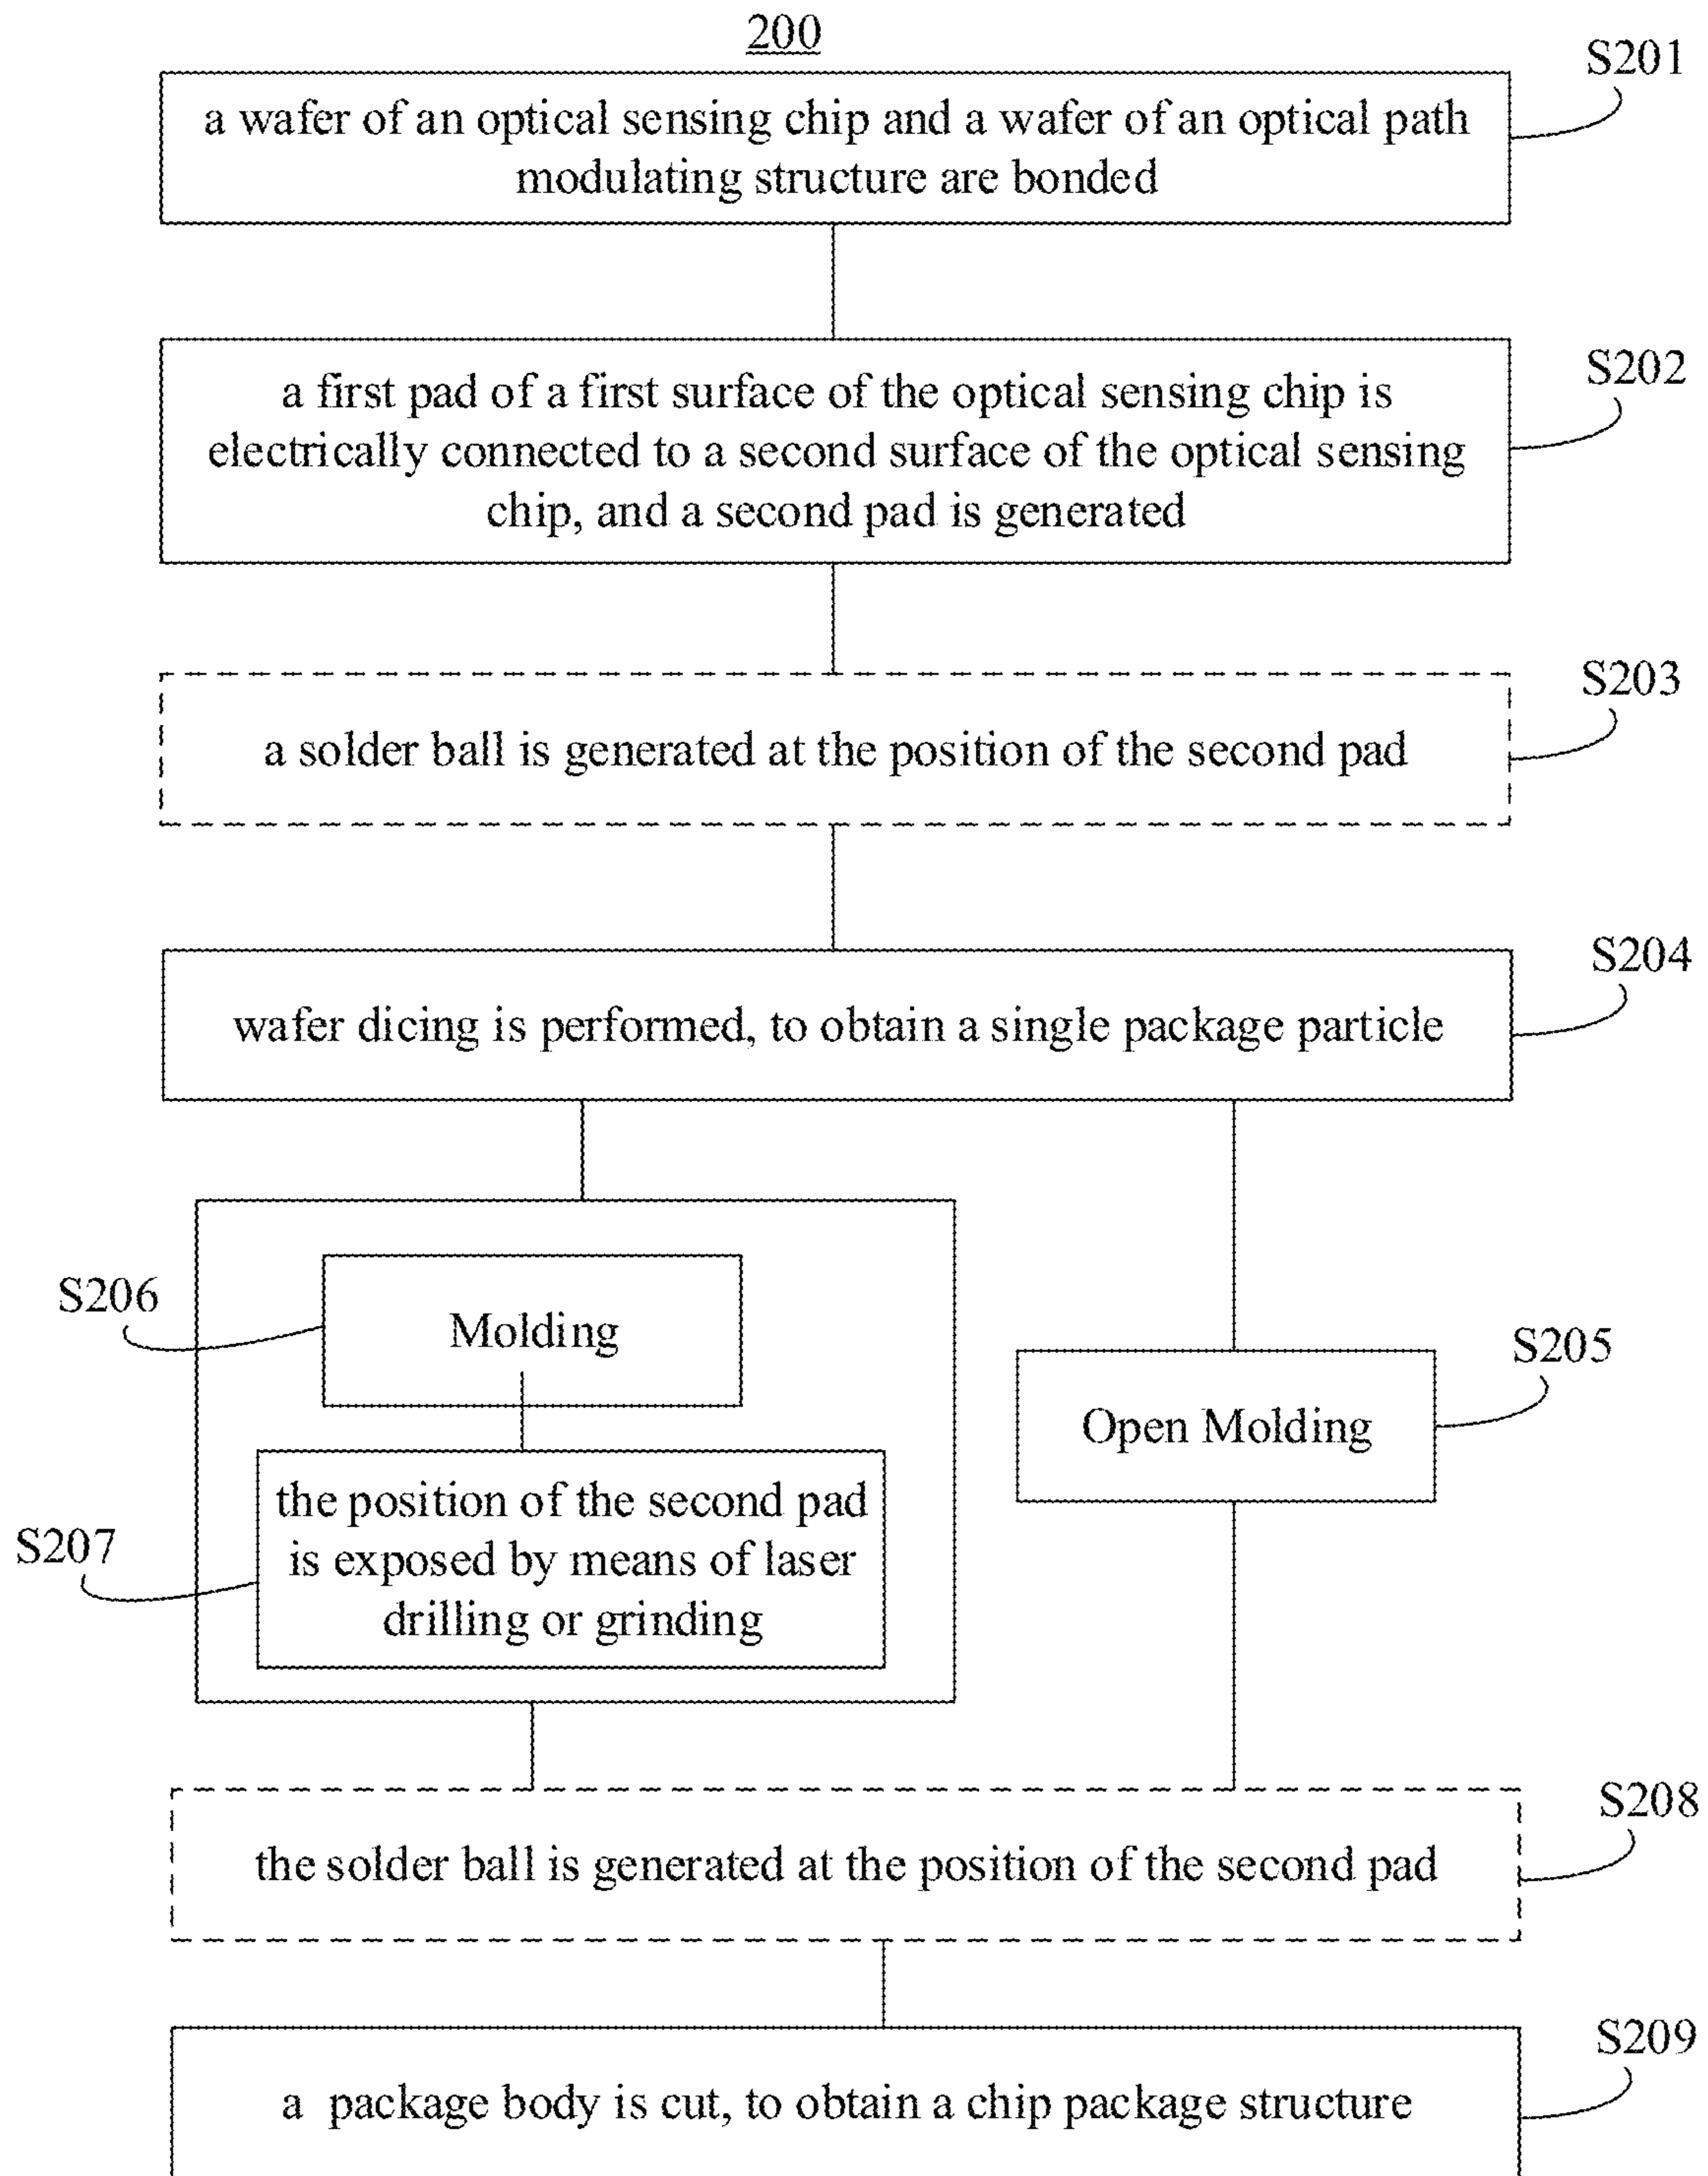 200
S201
a wafer of an optical sensing chip and a wafer of an optical path
modulating structure are bonded
S202
a first pad of a first surface of the optical sensing chip is
electrically connected to a second surface of the optical sensing
chip, and a second pad is generated
S203
a solder ball is generated at the position of the second pad
S204
wafer dicing is performed, to obtain a single package particle
S206
Molding
S207
the position of the second pad
is exposed by means of laser
drilling or grinding
S205
Open Molding
S208
the solder ball is generated at the position of the second pad
S209
a package body is cut, to obtain a chip package structure